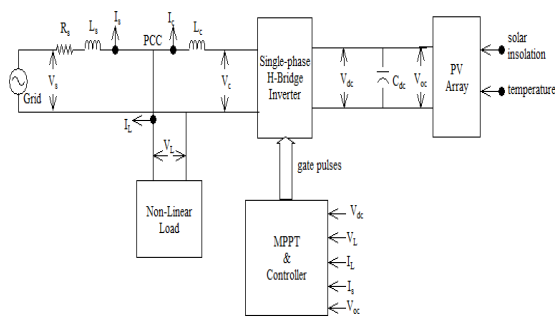 Rs
Ls
Is
PCC
Ic
Lc
Vs
Grid
Vc
IL
VL
Non-Linear
Load
Single-phase
H-Bridge
Inverter
Vdc
Cdc
Voc
PV
Array
solar
insolation
temperature
gate pulses
MPPT
&
Controller
Vdc
VL
IL
Is
Voc